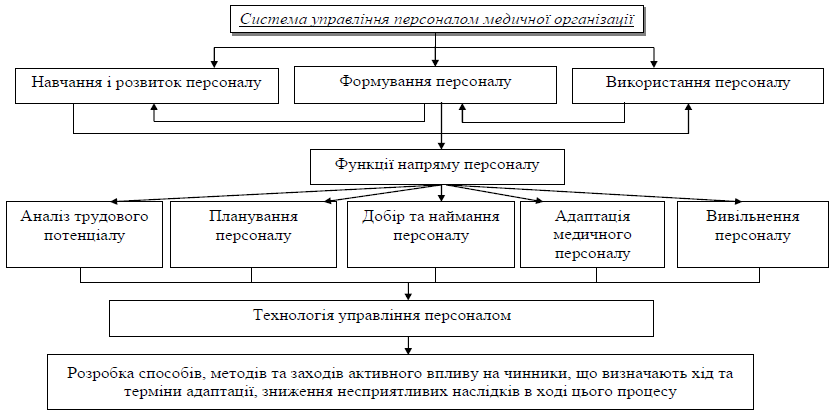 Система управління персоналом медичної організації
Навчання і розвиток персоналу
Формування персоналу
Використання персоналу
Функції напряму персоналу
Аналіз трудового
потенціалу
Планування
персоналу
Добір та наймання
персоналу
Адаптація
медичного
персоналу
Вивільнення
персоналу
Технологія управління персоналом
Розробка способів, методів та заходів активного впливу на чинники, що визначають хід та
терміни адаптації, зниження несприятливих наслідків в ході цього процесу